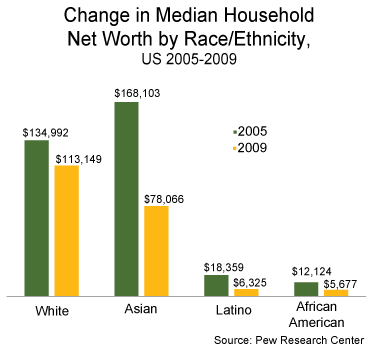 Change in Median Household
Net Worth by Race/Ethnicity,
US 2005-2009
$168,103
$134,992
2005
2009
$113,149
$78,066
$18,359
$6,325
$12,124
$5,677
White
Asian
Latino
African
American
Source: Pew Research Center